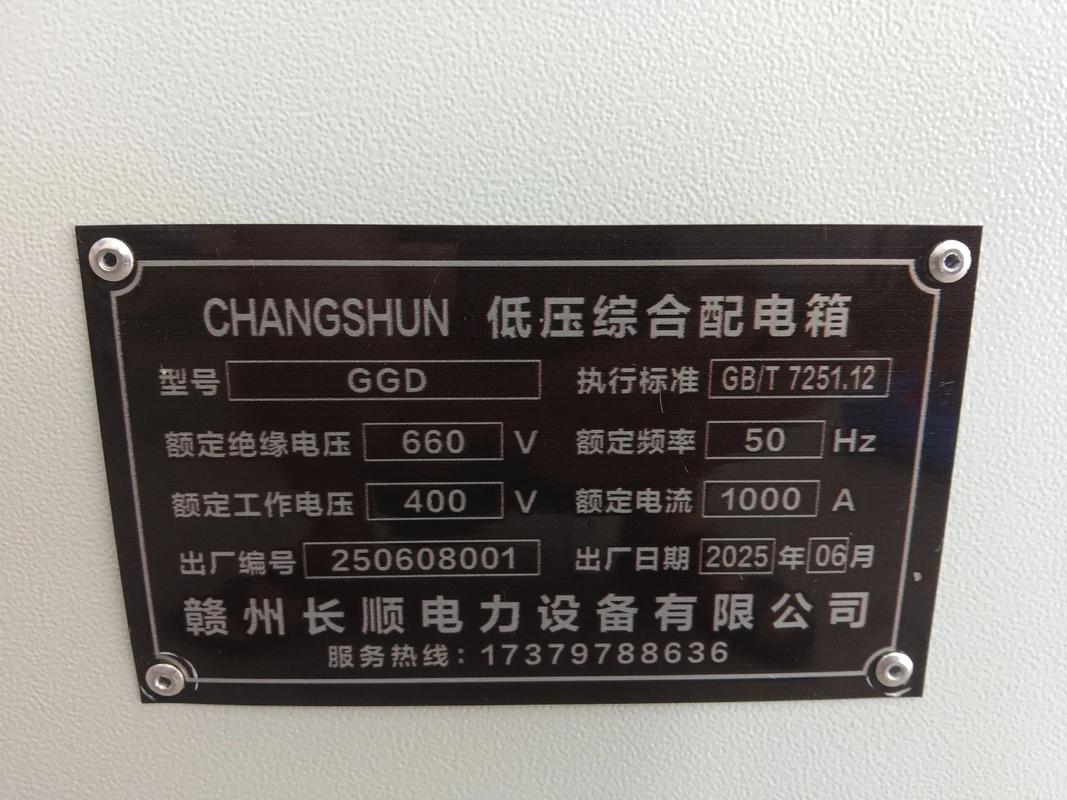 CHANGSHUN 低压综合配电箱
型号 GGD 执行标准 GB/T 7251.12
额定绝缘电压 660 V 额定频率 50 Hz
额定工作电压 400 V 额定电流 1000 A
出厂编号 250608001 出厂日期 2025 年 06 月
赣州长顺电力设备有限公司
服务热线：17379788636